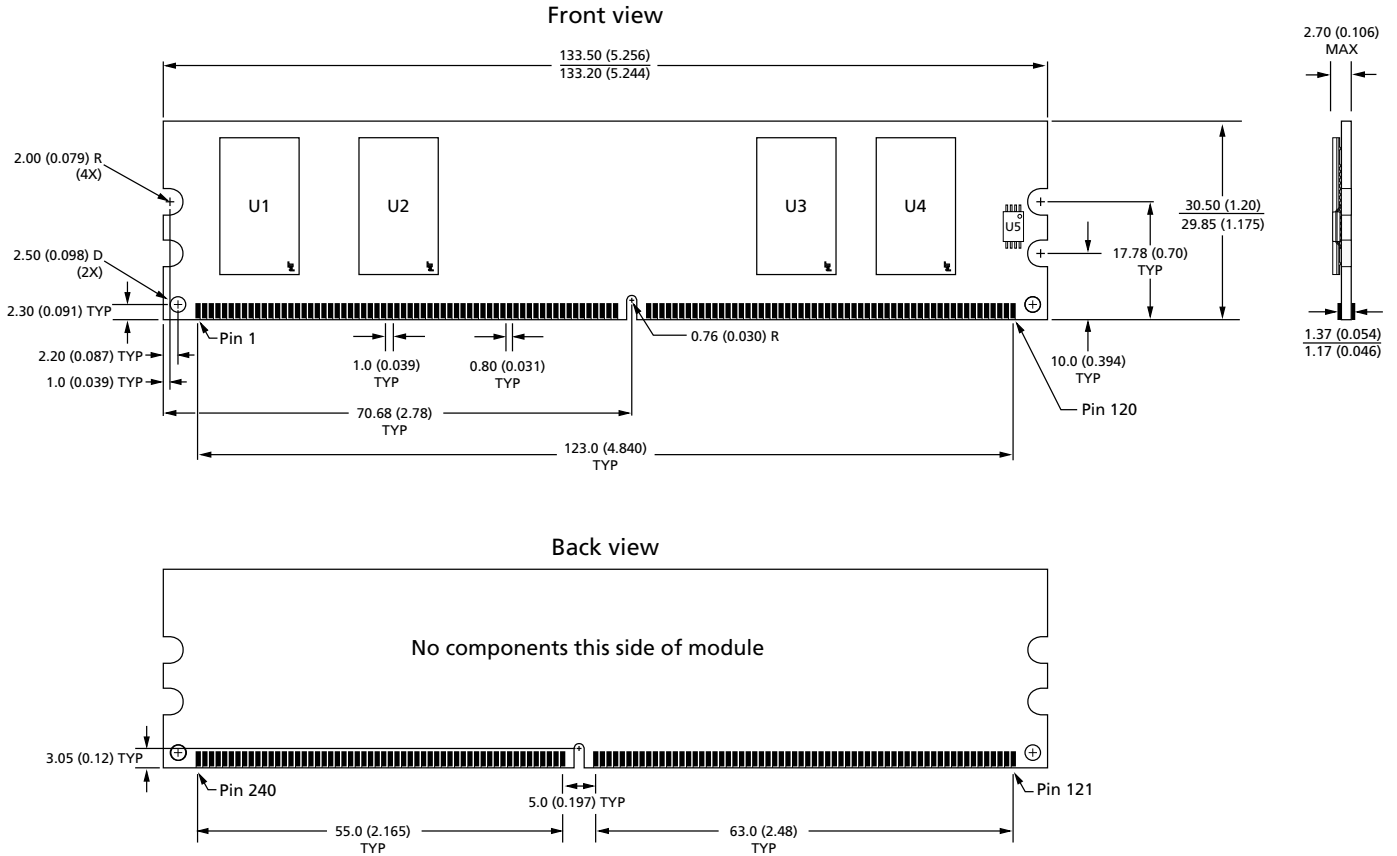 Front view
133.50 (5.256)
133.20 (5.244)
2.70 (0.106)
MAX
2.00 (0.079) R
(4X)
U1
U2
U3
U4
U5
30.50 (1.20)
29.85 (1.175)
17.78 (0.70)
TYP
2.50 (0.098) D
(2X)
2.30 (0.091) TYP
Pin 1
0.76 (0.030) R
2.20 (0.087) TYP
1.0 (0.039)
TYP
0.80 (0.031)
TYP
10.0 (0.394)
TYP
1.37 (0.054)
1.17 (0.046)
1.0 (0.039) TYP
70.68 (2.78)
TYP
Pin 120
123.0 (4.840)
TYP
Back view
No components this side of module
3.05 (0.12) TYP
Pin 240
5.0 (0.197) TYP
Pin 121
55.0 (2.165)
TYP
63.0 (2.48)
TYP